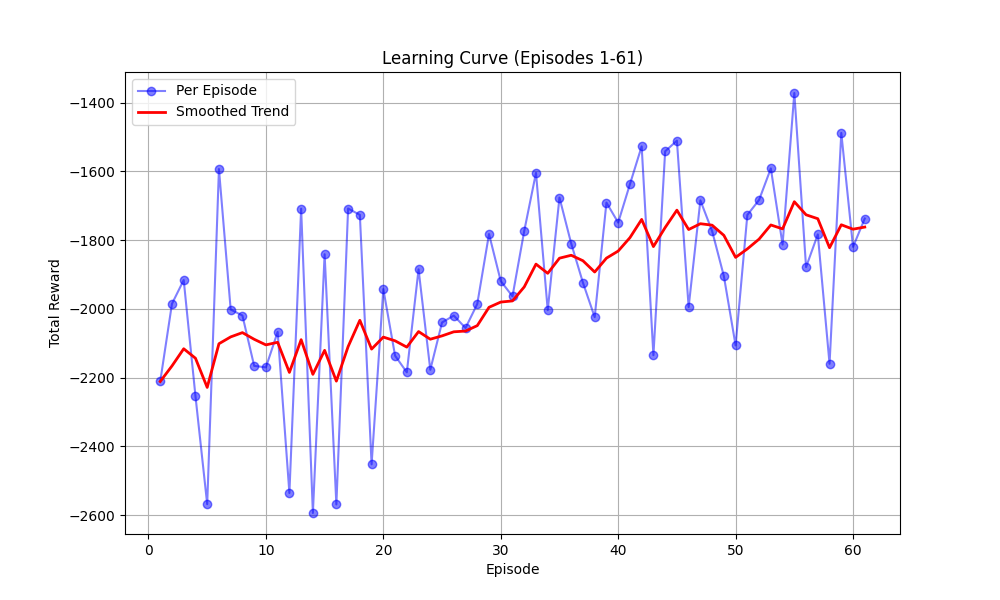 Learning Curve (Episodes 1-61)
Per Episode
Smoothed Trend
Total Reward
−1400
−1600
−1800
−2000
−2200
−2400
−2600
0 10 20 30 40 50 60
Episode